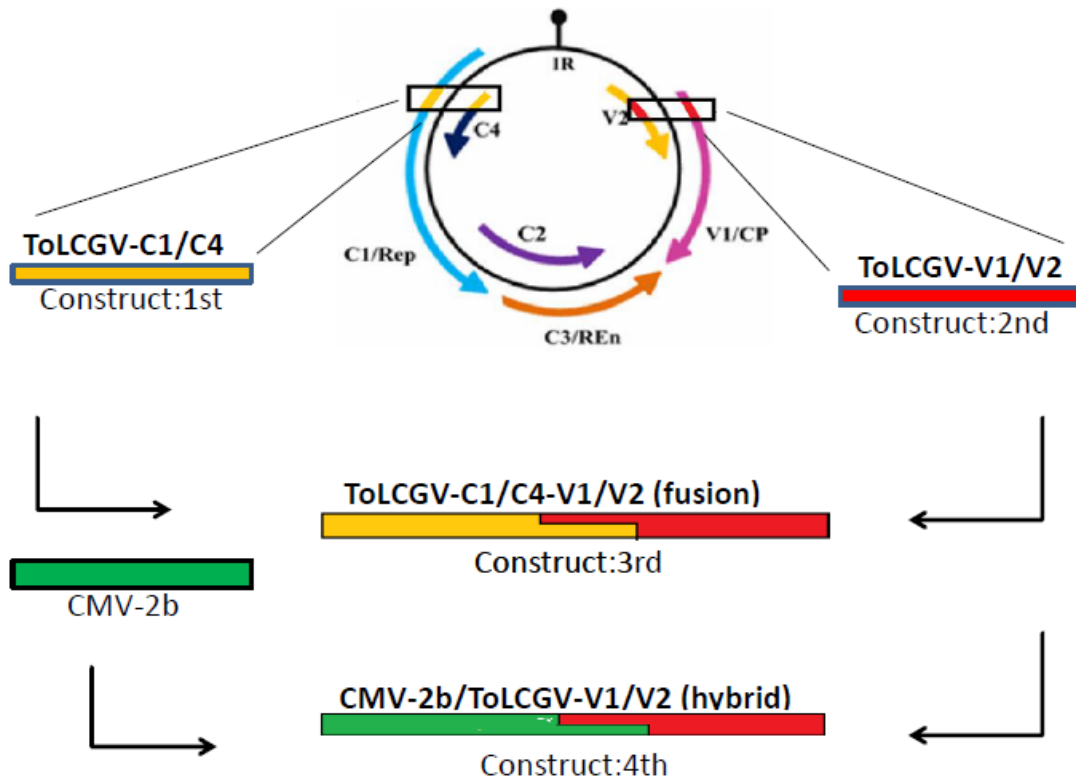 IR
C4
V2
C1/Rep
C2
V1/CP
C3/REn
ToLCGV-C1/C4
Construct:1st
ToLCGV-V1/V2
Construct:2nd
ToLCGV-C1/C4-V1/V2 (fusion)
Construct:3rd
CMV-2b
CMV-2b/ToLCGV-V1/V2 (hybrid)
Construct:4th